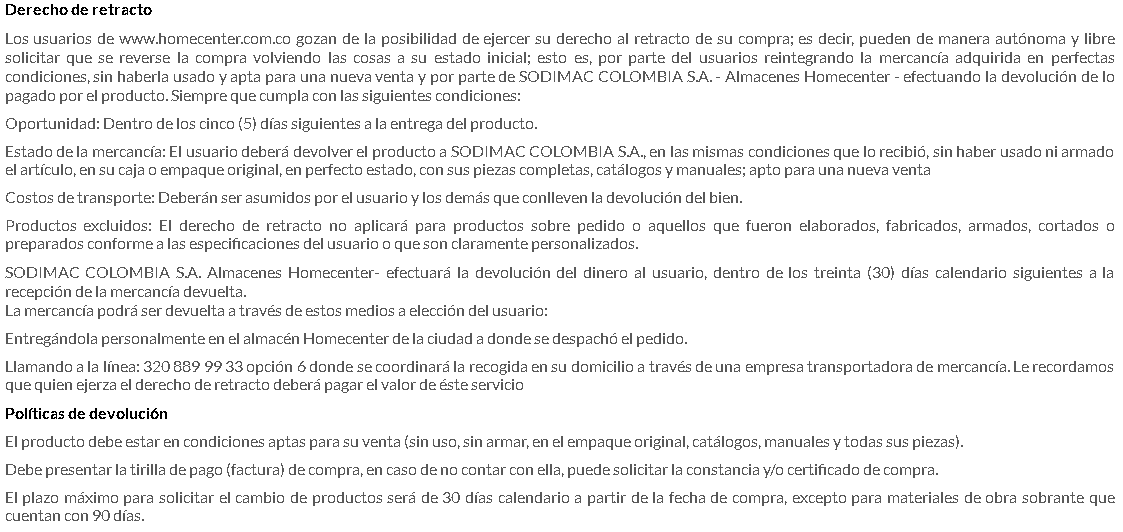 Derecho de retracto
Los usuarios de www.homecenter.com.co gozan de la posibilidad de ejercer su derecho al retracto de su compra; es decir, pueden de manera autónoma y libre
solicitar que se reverse la compra volviendo las cosas a su estado inicial; esto es, por parte del usuarios reintegrando la mercancía adquirida en perfectas
condiciones, sin haberla usado y apta para una nueva venta y por parte de SODIMAC COLOMBIA S.A. - Almacenes Homecenter - efectuando la devolución de lo
pagado por el producto. Siempre que cumpla con las siguientes condiciones:
Oportunidad: Dentro de los cinco (5) días siguientes a la entrega del producto.
Estado de la mercancía: El usuario deberá devolver el producto a SODIMAC COLOMBIA S.A., en las mismas condiciones que lo recibió, sin haber usado ni armado
el artículo, en su caja o empaque original, en perfecto estado, con sus piezas completas, catálogos y manuales; apto para una nueva venta
Costos de transporte: Deberán ser asumidos por el usuario y los demás que conlleven la devolución del bien.
Productos excluidos: El derecho de retracto no aplicará para productos sobre pedido o aquellos que fueron elaborados, fabricados, armados, cortados o
preparados conforme a las especificaciones del usuario o que son claramente personalizados.
SODIMAC COLOMBIA S.A. Almacenes Homecenter- efectuará la devolución del dinero al usuario, dentro de los treinta (30) días calendario siguientes a la
recepción de la mercancía devuelta.
La mercancía podrá ser devuelta a través de estos medios a elección del usuario:
Entregándola personalmente en el almacén Homecenter de la ciudad a donde se despachó el pedido.
Llamando a la línea: 320 889 99 33 opción 6 donde se coordinará la recogida en su domicilio a través de una empresa transportadora de mercancía. Le recordamos
que quien ejerza el derecho de retracto deberá pagar el valor de éste servicio
Políticas de devolución
El producto debe estar en condiciones aptas para su venta (sin uso, sin armar, en el empaque original, catálogos, manuales y todas sus piezas).
Debe presentar la tirilla de pago (factura) de compra, en caso de no contar con ella, puede solicitar la constancia y/o certificado de compra.
El plazo máximo para solicitar el cambio de productos será de 30 días calendario a partir de la fecha de compra, excepto para materiales de obra sobrante que
cuentan con 90 días.